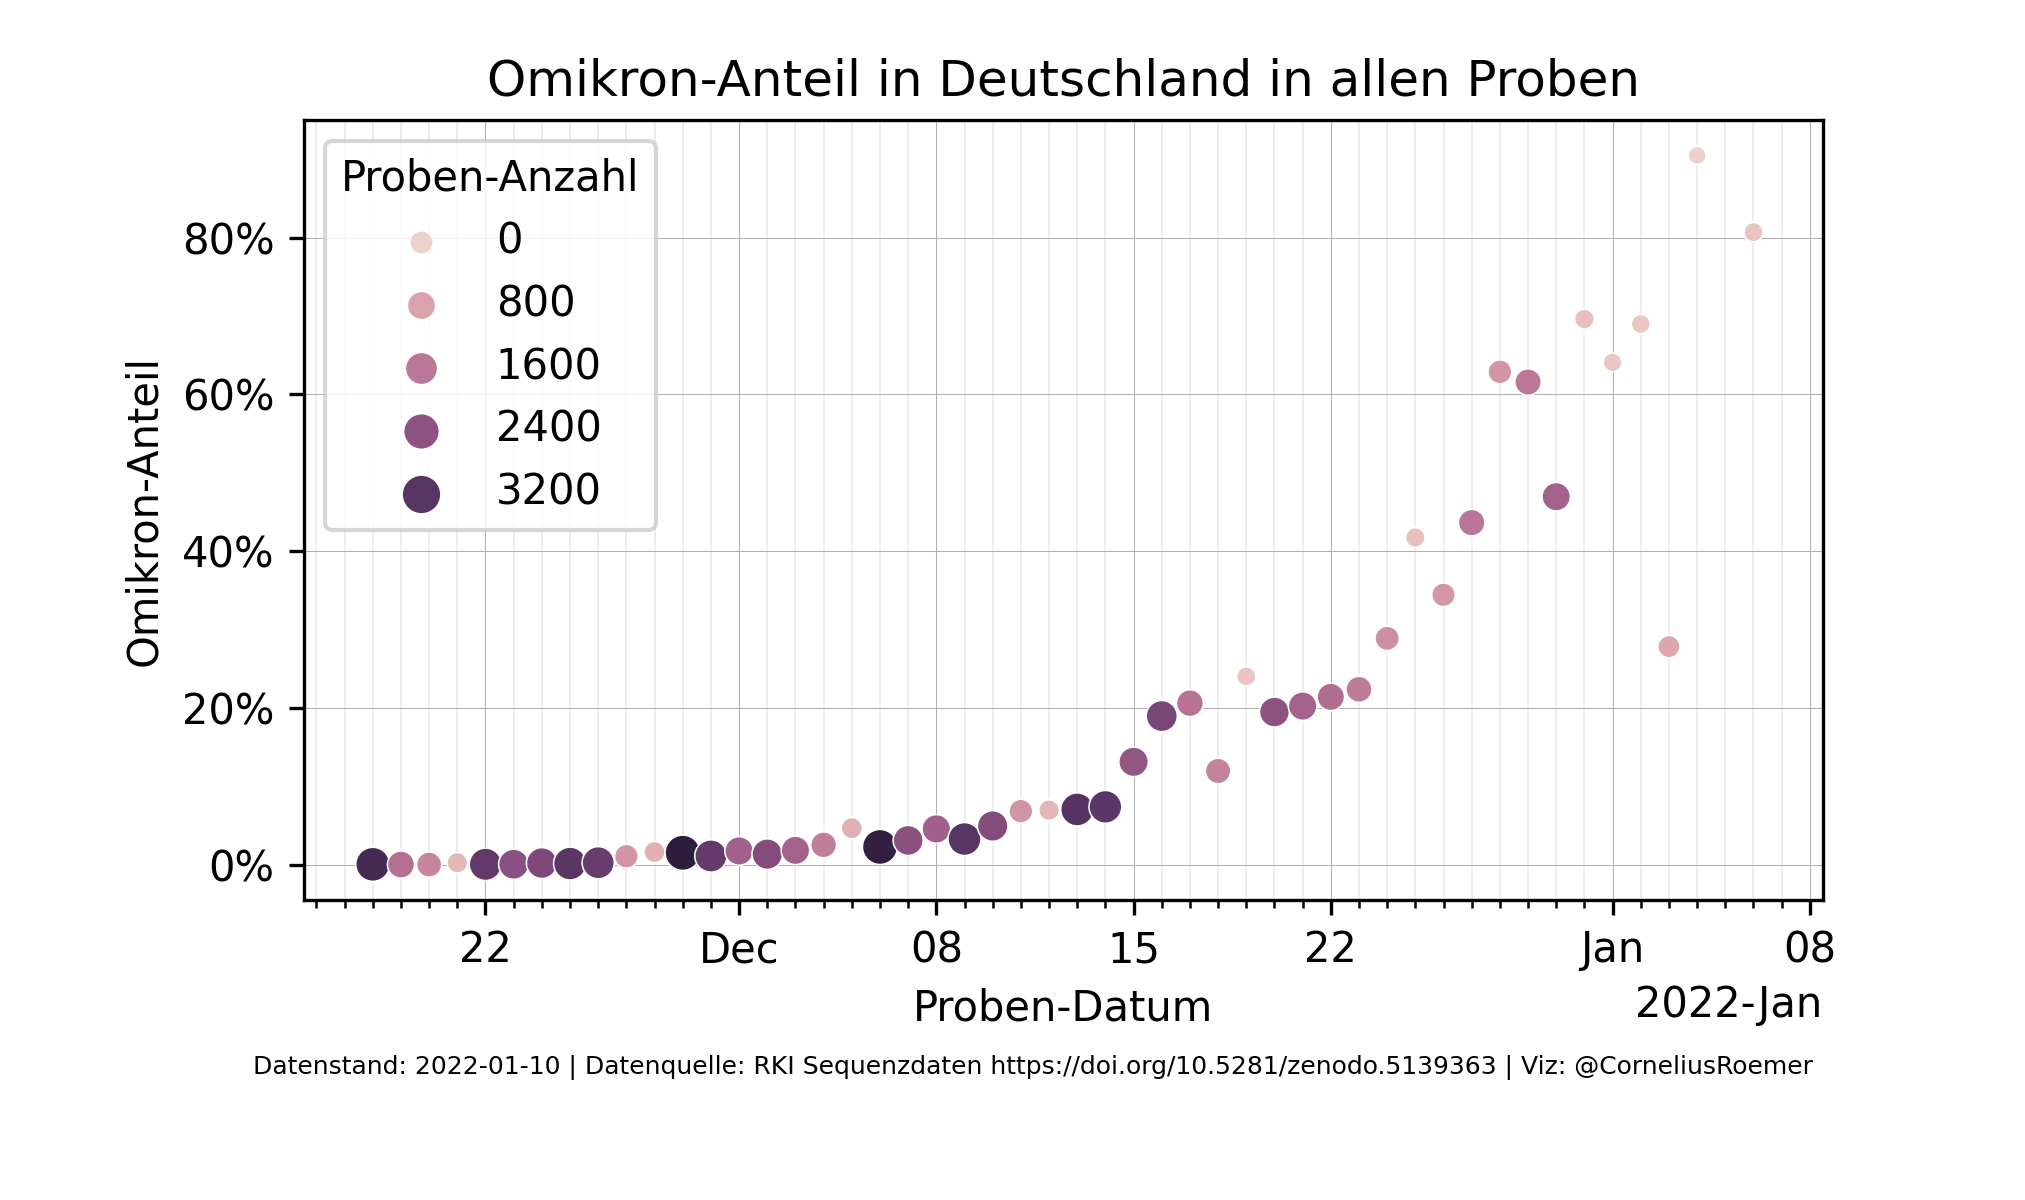 Omikron-Anteil in Deutschland in allen Proben
Proben-Anzahl
0
800
1600
2400
3200
80%
60%
40%
20%
0%
Omikron-Anteil
22 Dec 08 15 22 Jan 08
2022-Jan
Proben-Datum
Datenstand: 2022-01-10 | Datenquelle: RKI Sequenzdaten https://doi.org/10.5281/zenodo.5139363 | Viz: @CorneliusRoemer